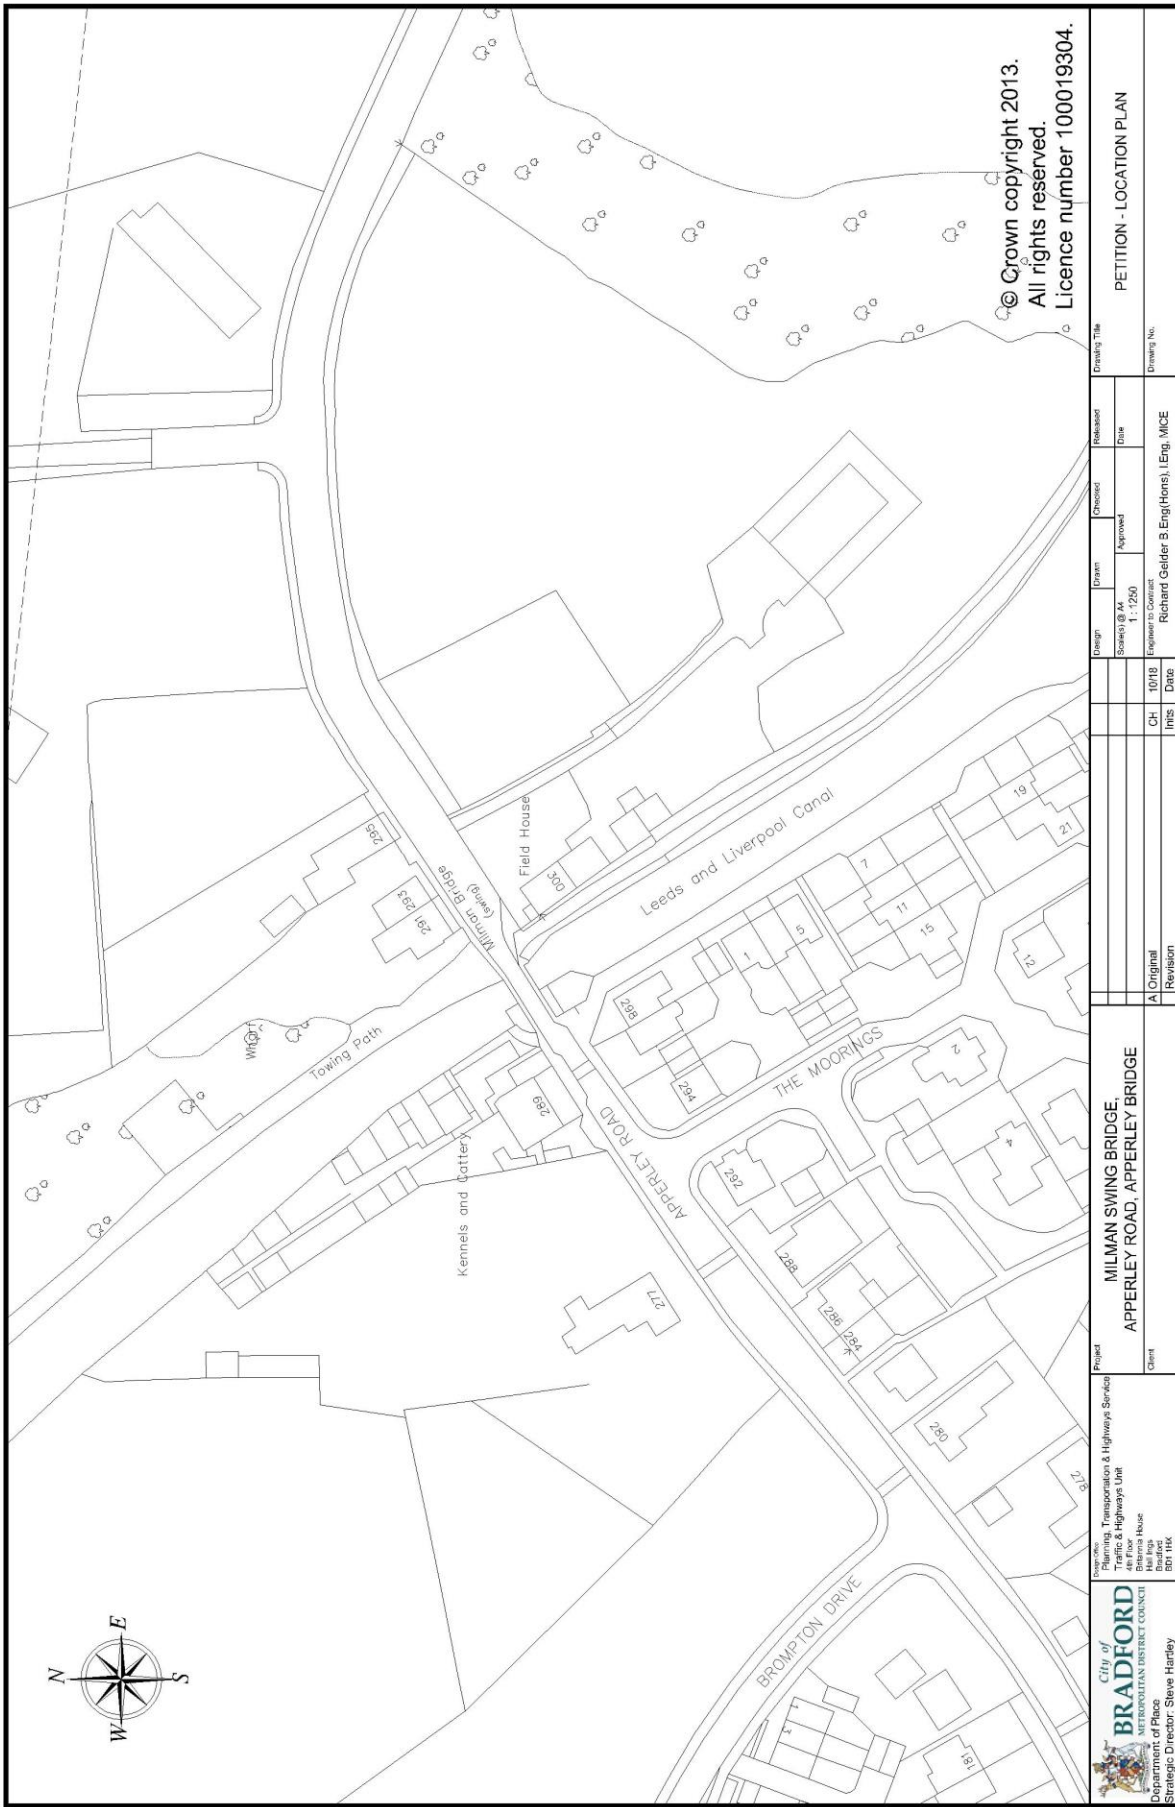 N
W
E
S
Wharf
Towing Path
Kennels and Cattery
289
277
291 293
295
Milman Bridge
(swing)
Field House
300
Leeds and Liverpool Canal
APPERLEY ROAD
THE MOORINGS
BROMPTON DRIVE
298
294
292
288
286
284
280
278
1
5
7
11
15
19
21
12
2
4
1
3
181
© Crown copyright 2013.
All rights reserved.
Licence number 100019304.
City of
BRADFORD
METROPOLITAN DISTRICT COUNCIL
Department of Place
Strategic Director: Steve Hartley
Design Office
Planning, Transportation & Highways Service
Traffic & Highways Unit
4th Floor
Britannia House
Hall Ings
Bradford
BD1 1HX
Project
MILMAN SWING BRIDGE,
APPERLEY ROAD, APPERLEY BRIDGE
Client
A Original CH 10/18
Revision Init's Date
Design Drawn Checked Released
Scale(s) @ A4
1 : 1250
Approved Date
Engineer to Contract
Richard Gelder B.Eng(Hons), I.Eng, MICE
Drawing Title
PETITION - LOCATION PLAN
Drawing No.